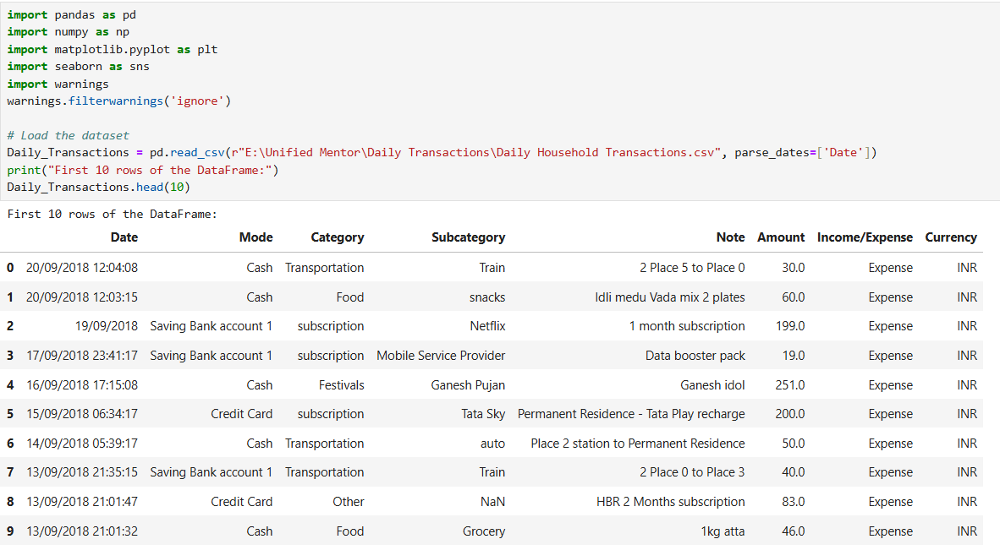 import pandas as pd
import numpy as np
import matplotlib.pyplot as plt
import seaborn as sns
import warnings
warnings.filterwarnings('ignore')
# Load the dataset
Daily_Transactions = pd.read_csv(r"E:\Unified Mentor\Daily Transactions\Daily Household Transactions.csv", parse_dates=['Date'])
print("First 10 rows of the DataFrame:")
Daily_Transactions.head(10)
First 10 rows of the DataFrame:
Date Mode Category Subcategory Note Amount Income/Expense Currency
0 20/09/2018 12:04:08 Cash Transportation Train 2 Place 5 to Place 0 30.0 Expense INR
1 20/09/2018 12:03:15 Cash Food snacks Idli medu Vada mix 2 plates 60.0 Expense INR
2 19/09/2018 Saving Bank account 1 subscription Netflix 1 month subscription 199.0 Expense INR
3 17/09/2018 23:41:17 Saving Bank account 1 subscription Mobile Service Provider Data booster pack 19.0 Expense INR
4 16/09/2018 17:15:08 Cash Festivals Ganesh Pujan Ganesh idol 251.0 Expense INR
5 15/09/2018 06:34:17 Credit Card subscription Tata Sky Permanent Residence - Tata Play recharge 200.0 Expense INR
6 14/09/2018 05:39:17 Cash Transportation auto Place 2 station to Permanent Residence 50.0 Expense INR
7 13/09/2018 21:35:15 Saving Bank account 1 Transportation Train 2 Place 0 to Place 3 40.0 Expense INR
8 13/09/2018 21:01:47 Credit Card Other NaN HBR 2 Months subscription 83.0 Expense INR
9 13/09/2018 21:01:32 Cash Food Grocery 1kg atta 46.0 Expense INR